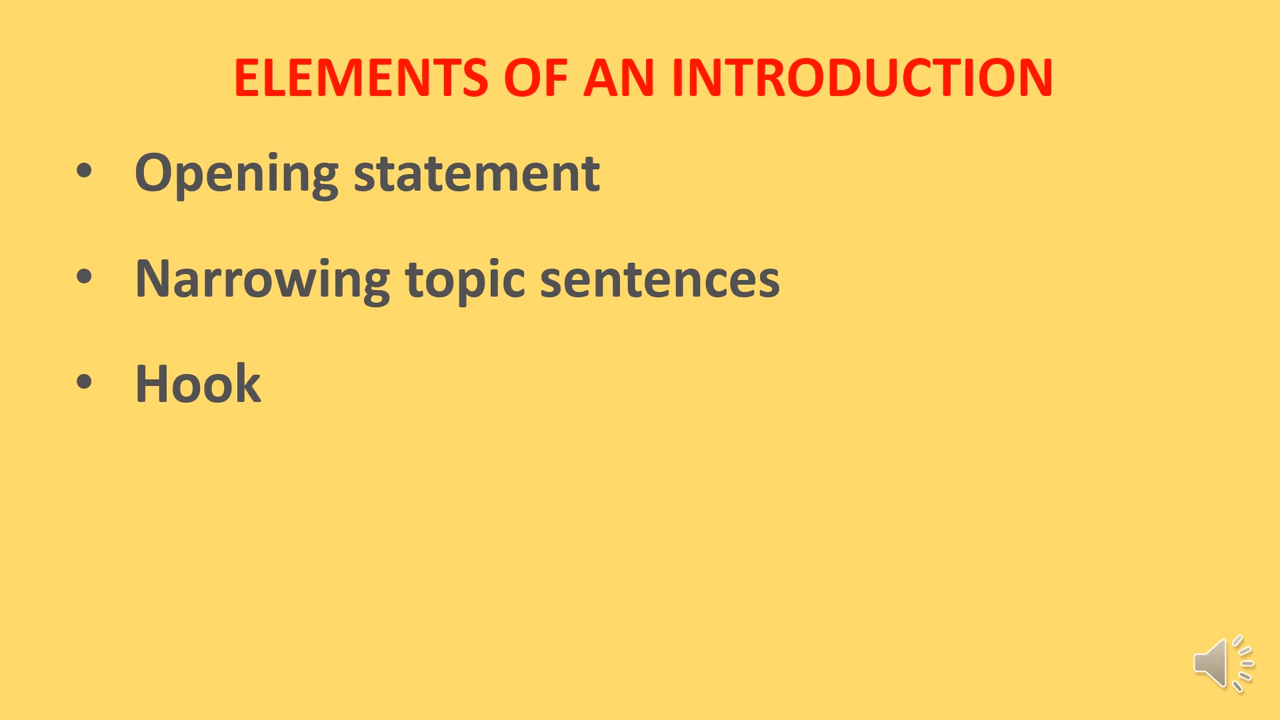 ELEMENTS OF AN INTRODUCTION
• Opening statement
• Narrowing topic sentences
• Hook